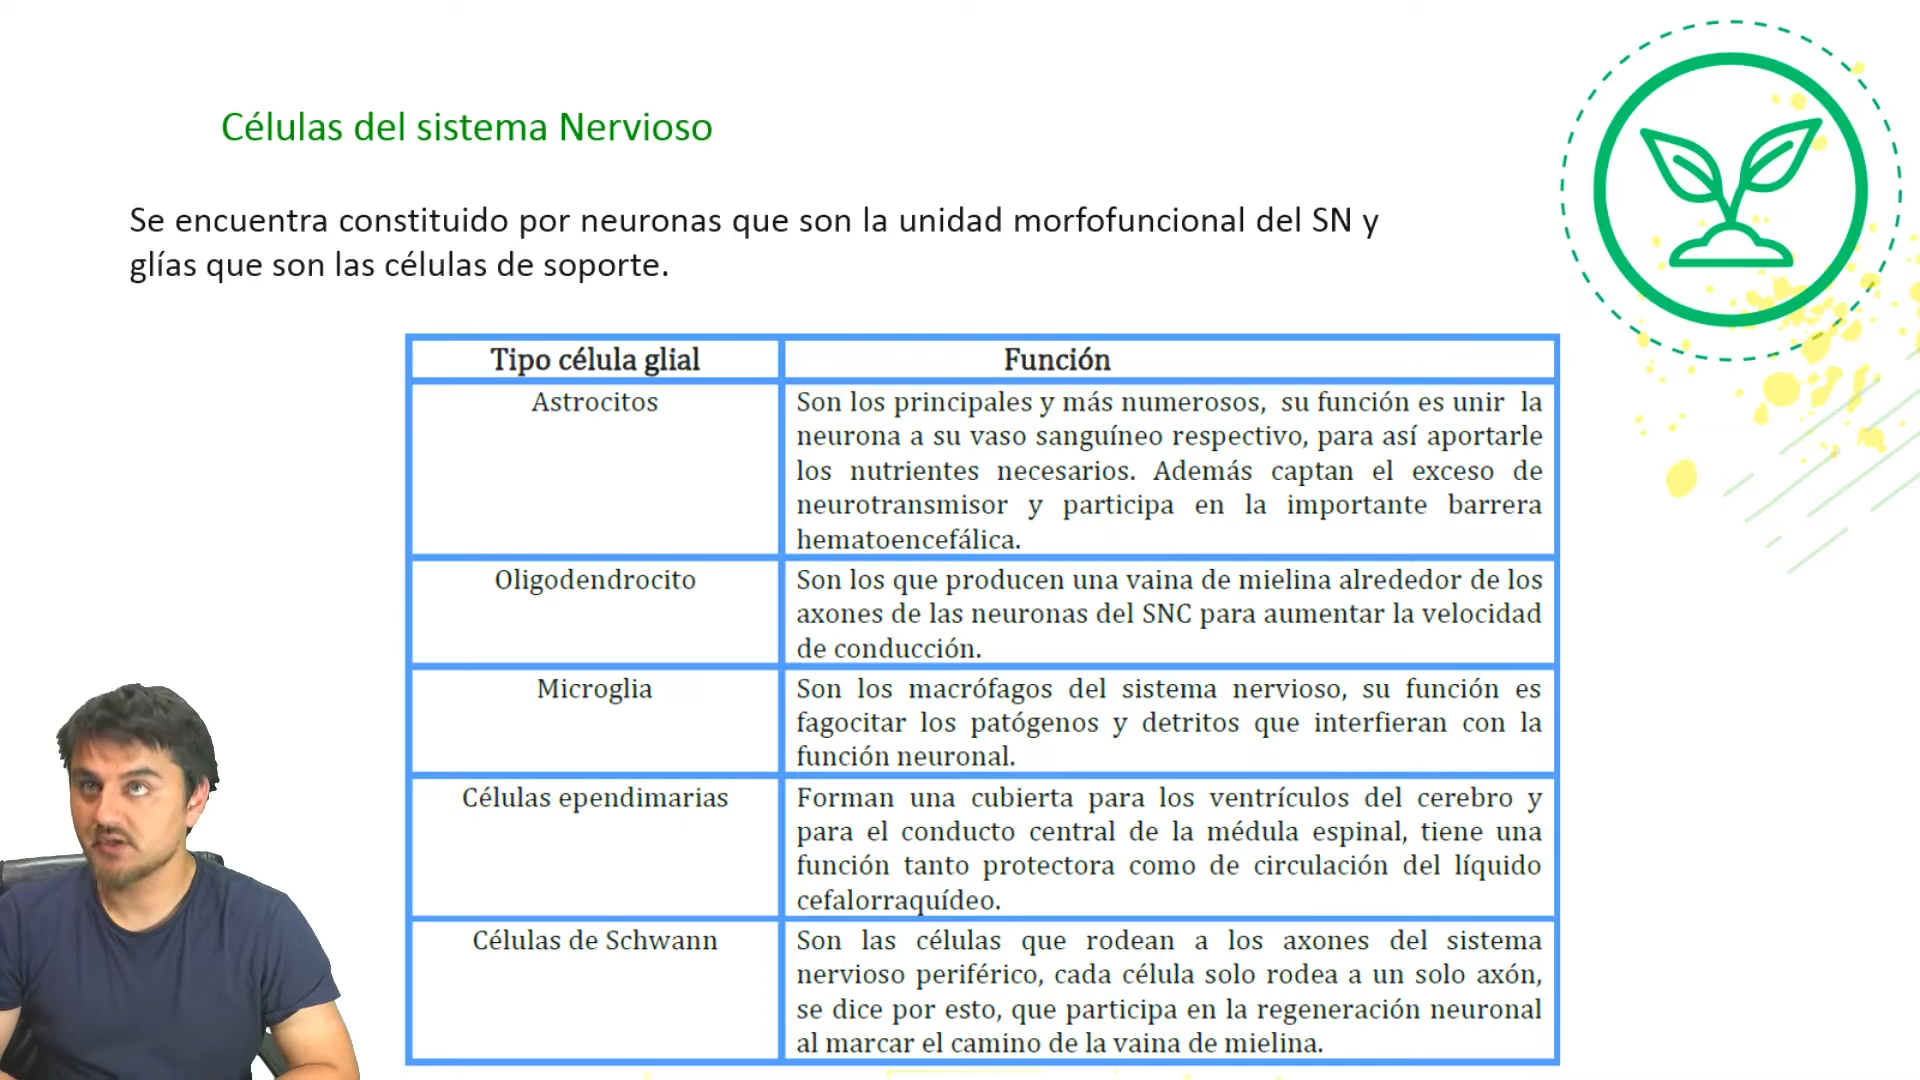 Células del sistema Nervioso
Se encuentra constituido por neuronas que son la unidad morfofuncional del SN y
glías que son las células de soporte.
Tipo célula glial
Función
Astrocitos
Son los principales y más numerosos, su función es unir la
neurona a su vaso sanguíneo respectivo, para así aportarle
los nutrientes necesarios. Además captan el exceso de
neurotransmisor y participa en la importante barrera
hematoencefálica.
Oligodendrocito
Son los que producen una vaina de mielina alrededor de los
axones de las neuronas del SNC para aumentar la velocidad
de conducción.
Microglia
Son los macrófagos del sistema nervioso, su función es
fagocitar los patógenos y detritos que interfieran con la
función neuronal.
Células ependimarias
Forman una cubierta para los ventrículos del cerebro y
para el conducto central de la médula espinal, tiene una
función tanto protectora como de circulación del líquido
cefalorraquídeo.
Células de Schwann
Son las células que rodean a los axones del sistema
nervioso periférico, cada célula solo rodea a un solo axón,
se dice por esto, que participa en la regeneración neuronal
al marcar el camino de la vaina de mielina.